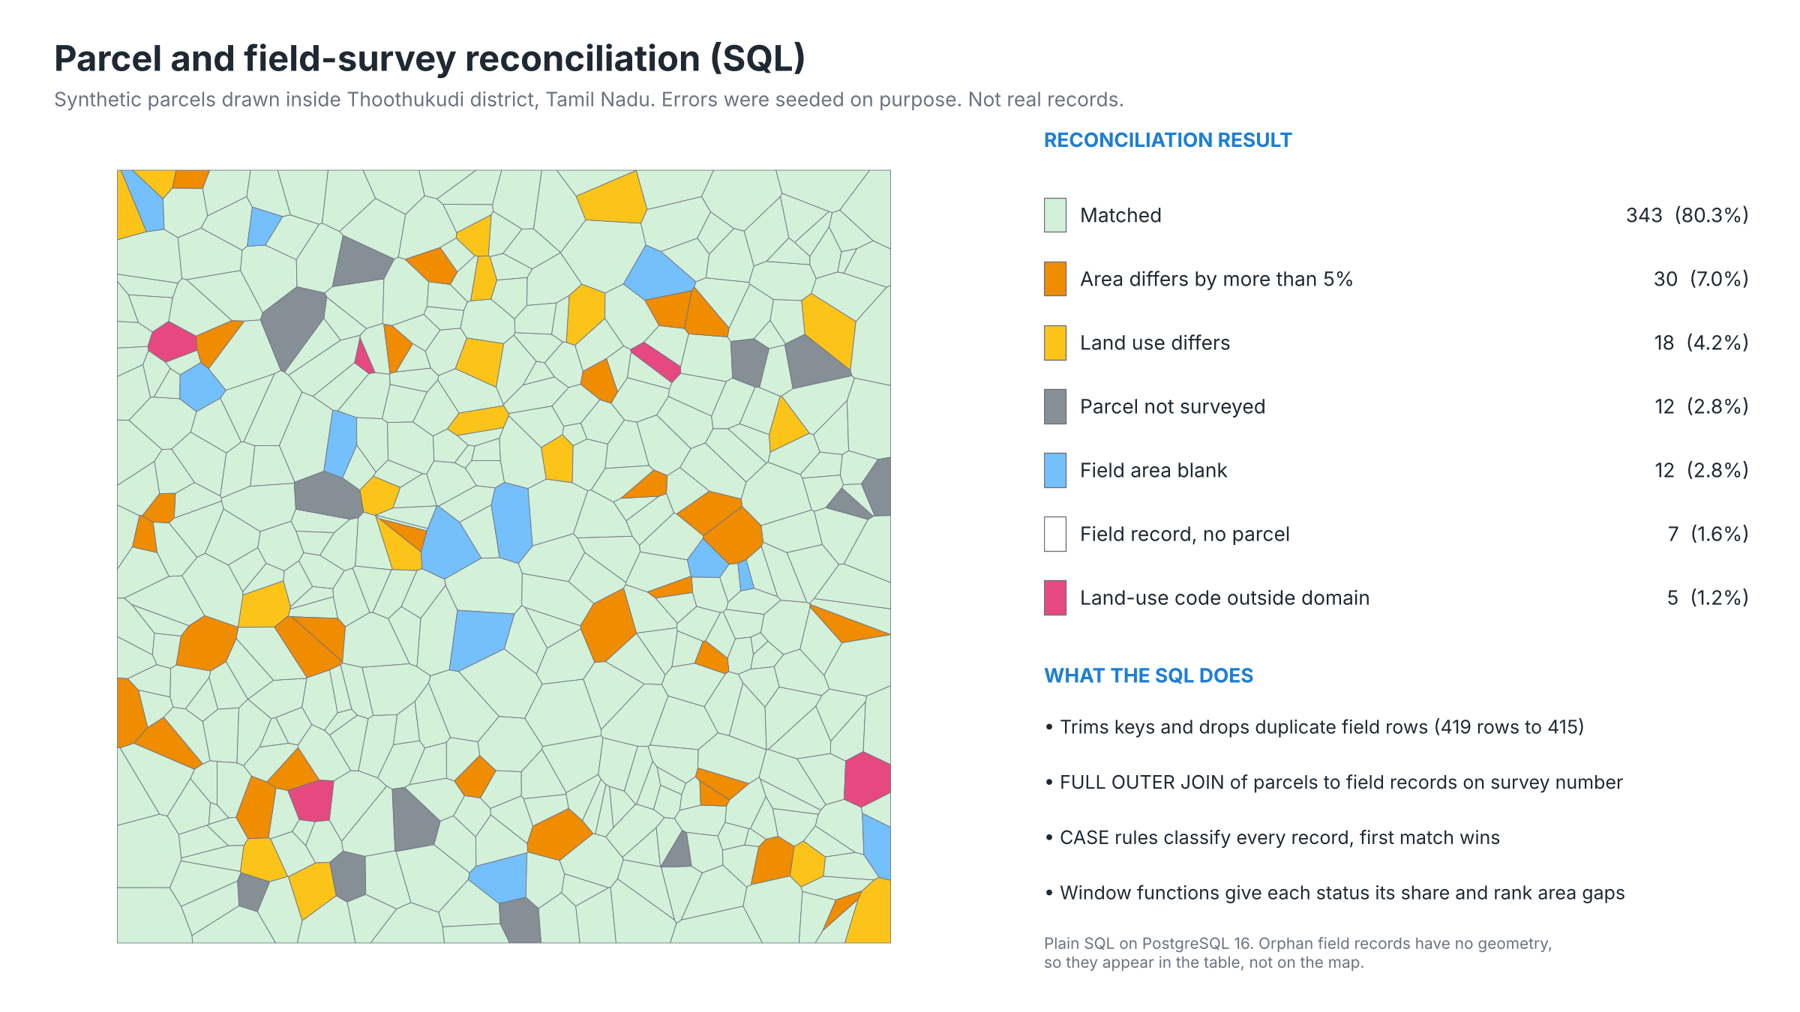 Parcel and field-survey reconciliation (SQL)
Synthetic parcels drawn inside Thoothukudi district, Tamil Nadu. Errors were seeded on purpose. Not real records.
RECONCILIATION RESULT
Matched 343 (80.3%)
Area differs by more than 5% 30 (7.0%)
Land use differs 18 (4.2%)
Parcel not surveyed 12 (2.8%)
Field area blank 12 (2.8%)
Field record, no parcel 7 (1.6%)
Land-use code outside domain 5 (1.2%)
WHAT THE SQL DOES
• Trims keys and drops duplicate field rows (419 rows to 415)
• FULL OUTER JOIN of parcels to field records on survey number
• CASE rules classify every record, first match wins
• Window functions give each status its share and rank area gaps
Plain SQL on PostgreSQL 16. Orphan field records have no geometry,
so they appear in the table, not on the map.